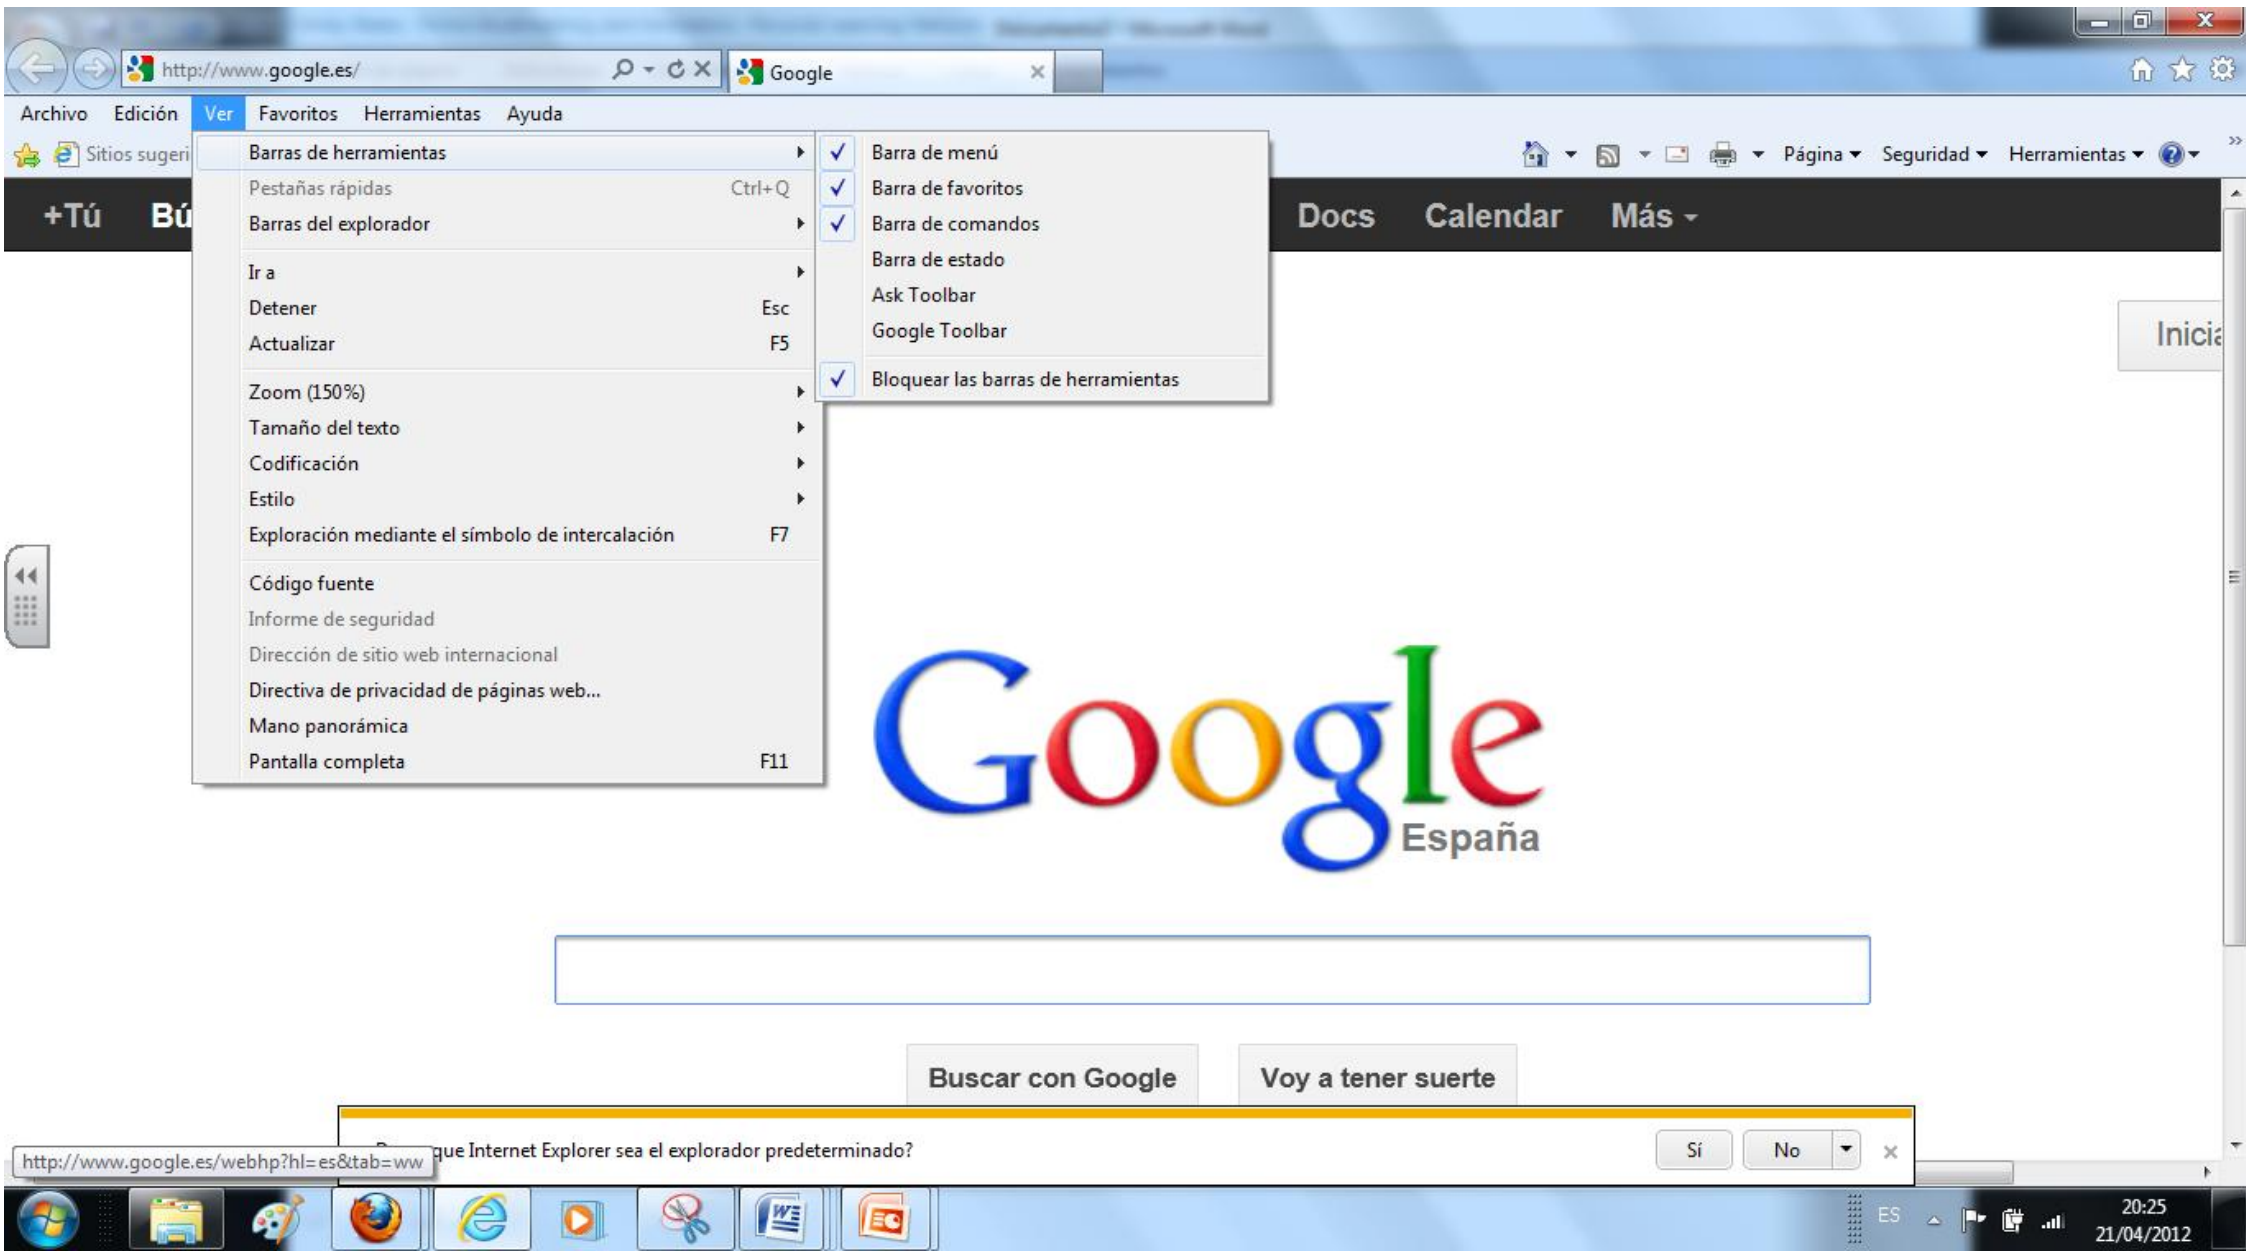 http://www.google.es/
Google
Archivo Edición Ver Favoritos Herramientas Ayuda
Sitios sugeri
Página Seguridad Herramientas
Barras de herramientas
Pestañas rápidas Ctrl+Q
Barras del explorador
Ir a
Detener Esc
Actualizar F5
Zoom (150%)
Tamaño del texto
Codificación
Estilo
Exploración mediante el símbolo de intercalación F7
Código fuente
Informe de seguridad
Dirección de sitio web internacional
Directiva de privacidad de páginas web...
Mano panorámica
Pantalla completa F11
Barra de menú
Barra de favoritos
Barra de comandos
Barra de estado
Ask Toolbar
Google Toolbar
Bloquear las barras de herramientas
+Tú Bú Docs Calendar Más
Inicia
Google
España
Buscar con Google Voy a tener suerte
que Internet Explorer sea el explorador predeterminado? Sí No
http://www.google.es/webhp?hl=es&tab=ww
ES
20:25
21/04/2012